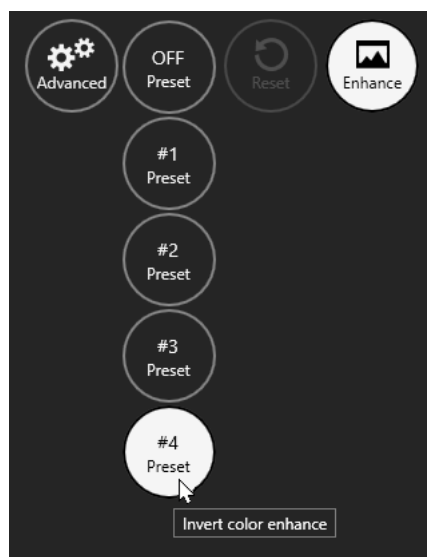 Advanced
OFF
Preset
Reset
Enhance
#1
Preset
#2
Preset
#3
Preset
#4
Preset
Invert color enhance